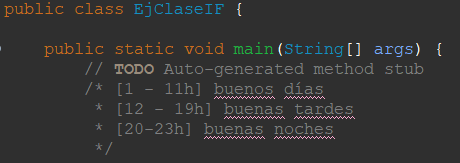 public class EjClaseIF {
public static void main(String[] args) {
// TODO Auto-generated method stub
/* [1 - 11h] buenos días
* [12 - 19h] buenas tardes
* [20-23h] buenas noches
*/